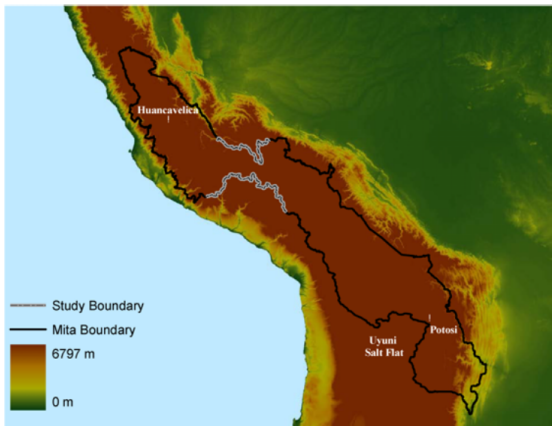 Huancavelica
Study Boundary
Mita Boundary
6797 m
0 m
Potosi
Uyuni
Salt Flat